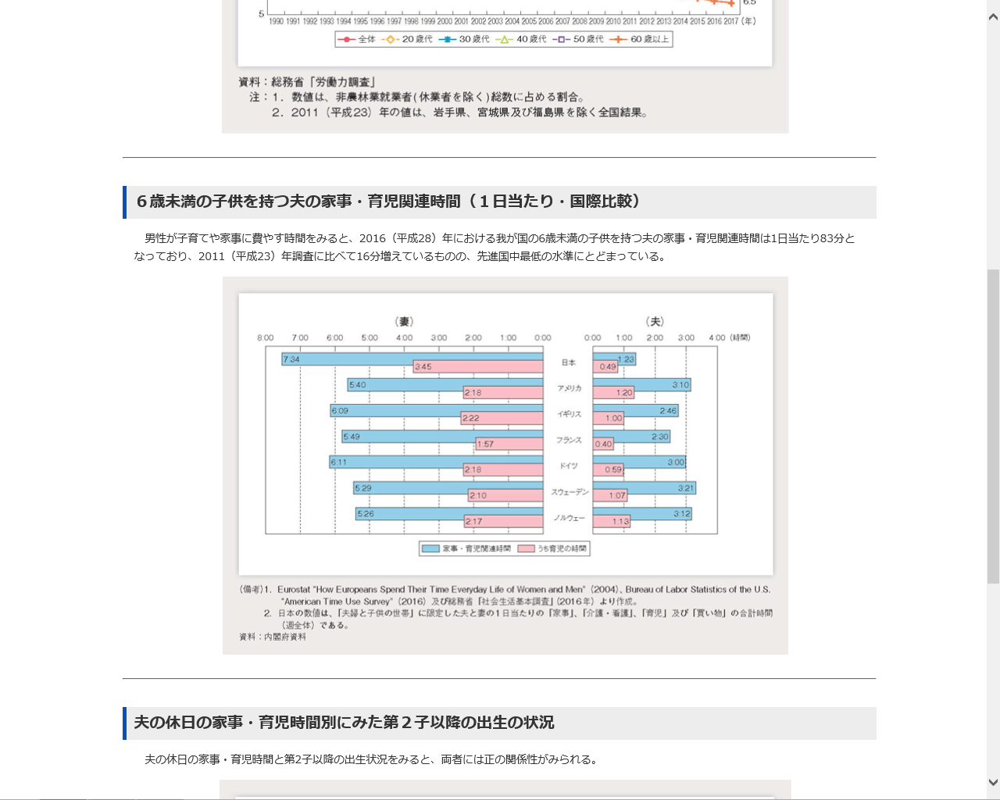 5
6.5
1990 1991 1992 1993 1994 1995 1996 1997 1998 1999 2000 2001 2002 2003 2004 2005 2006 2007 2008 2009 2010 2011 2012 2013 2014 2015 2016 2017（年）
全体 20歳代 30歳代 40歳代 50歳代 60歳以上
資料：総務省「労働力調査」
注：1．数値は、非農林業就業者(休業者を除く)総数に占める割合。
2．2011（平成23）年の値は、岩手県、宮城県及び福島県を除く全国結果。
６歳未満の子供を持つ夫の家事・育児関連時間（１日当たり・国際比較）
男性が子育てや家事に費やす時間をみると、2016（平成28）年における我が国の6歳未満の子供を持つ夫の家事・育児関連時間は1日当たり83分と
なっており、2011（平成23）年調査に比べて16分増えているものの、先進国中最低の水準にとどまっている。
（妻） （夫）
8:00 7:00 6:00 5:00 4:00 3:00 2:00 1:00 0:00 0:00 1:00 2:00 3:00 4:00（時間）
7:34 3:45 日本 1:23 0:49
5:40 2:18 アメリカ 3:10 1:20
6:09 2:22 イギリス 2:46 1:00
5:49 1:57 フランス 2:30 0:40
6:11 2:18 ドイツ 3:00 0:59
5:29 2:10 スウェーデン 3:21 1:07
5:26 2:17 ノルウェー 3:12 1:13
家事・育児関連時間 うち育児の時間
（備考）1．Eurostat "How Europeans Spend Their Time Everyday Life of Women and Men"（2004）、Bureau of Labor Statistics of the U.S.
"American Time Use Survey"（2016）及び総務省「社会生活基本調査」（2016年）より作成。
2．日本の数値は、「夫婦と子供の世帯」に限定した夫と妻の1日当たりの「家事」、「介護・看護」、「育児」及び「買い物」の合計時間
（週全体）である。
資料：内閣府資料
夫の休日の家事・育児時間別にみた第２子以降の出生の状況
夫の休日の家事・育児時間と第2子以降の出生状況をみると、両者には正の関係性がみられる。